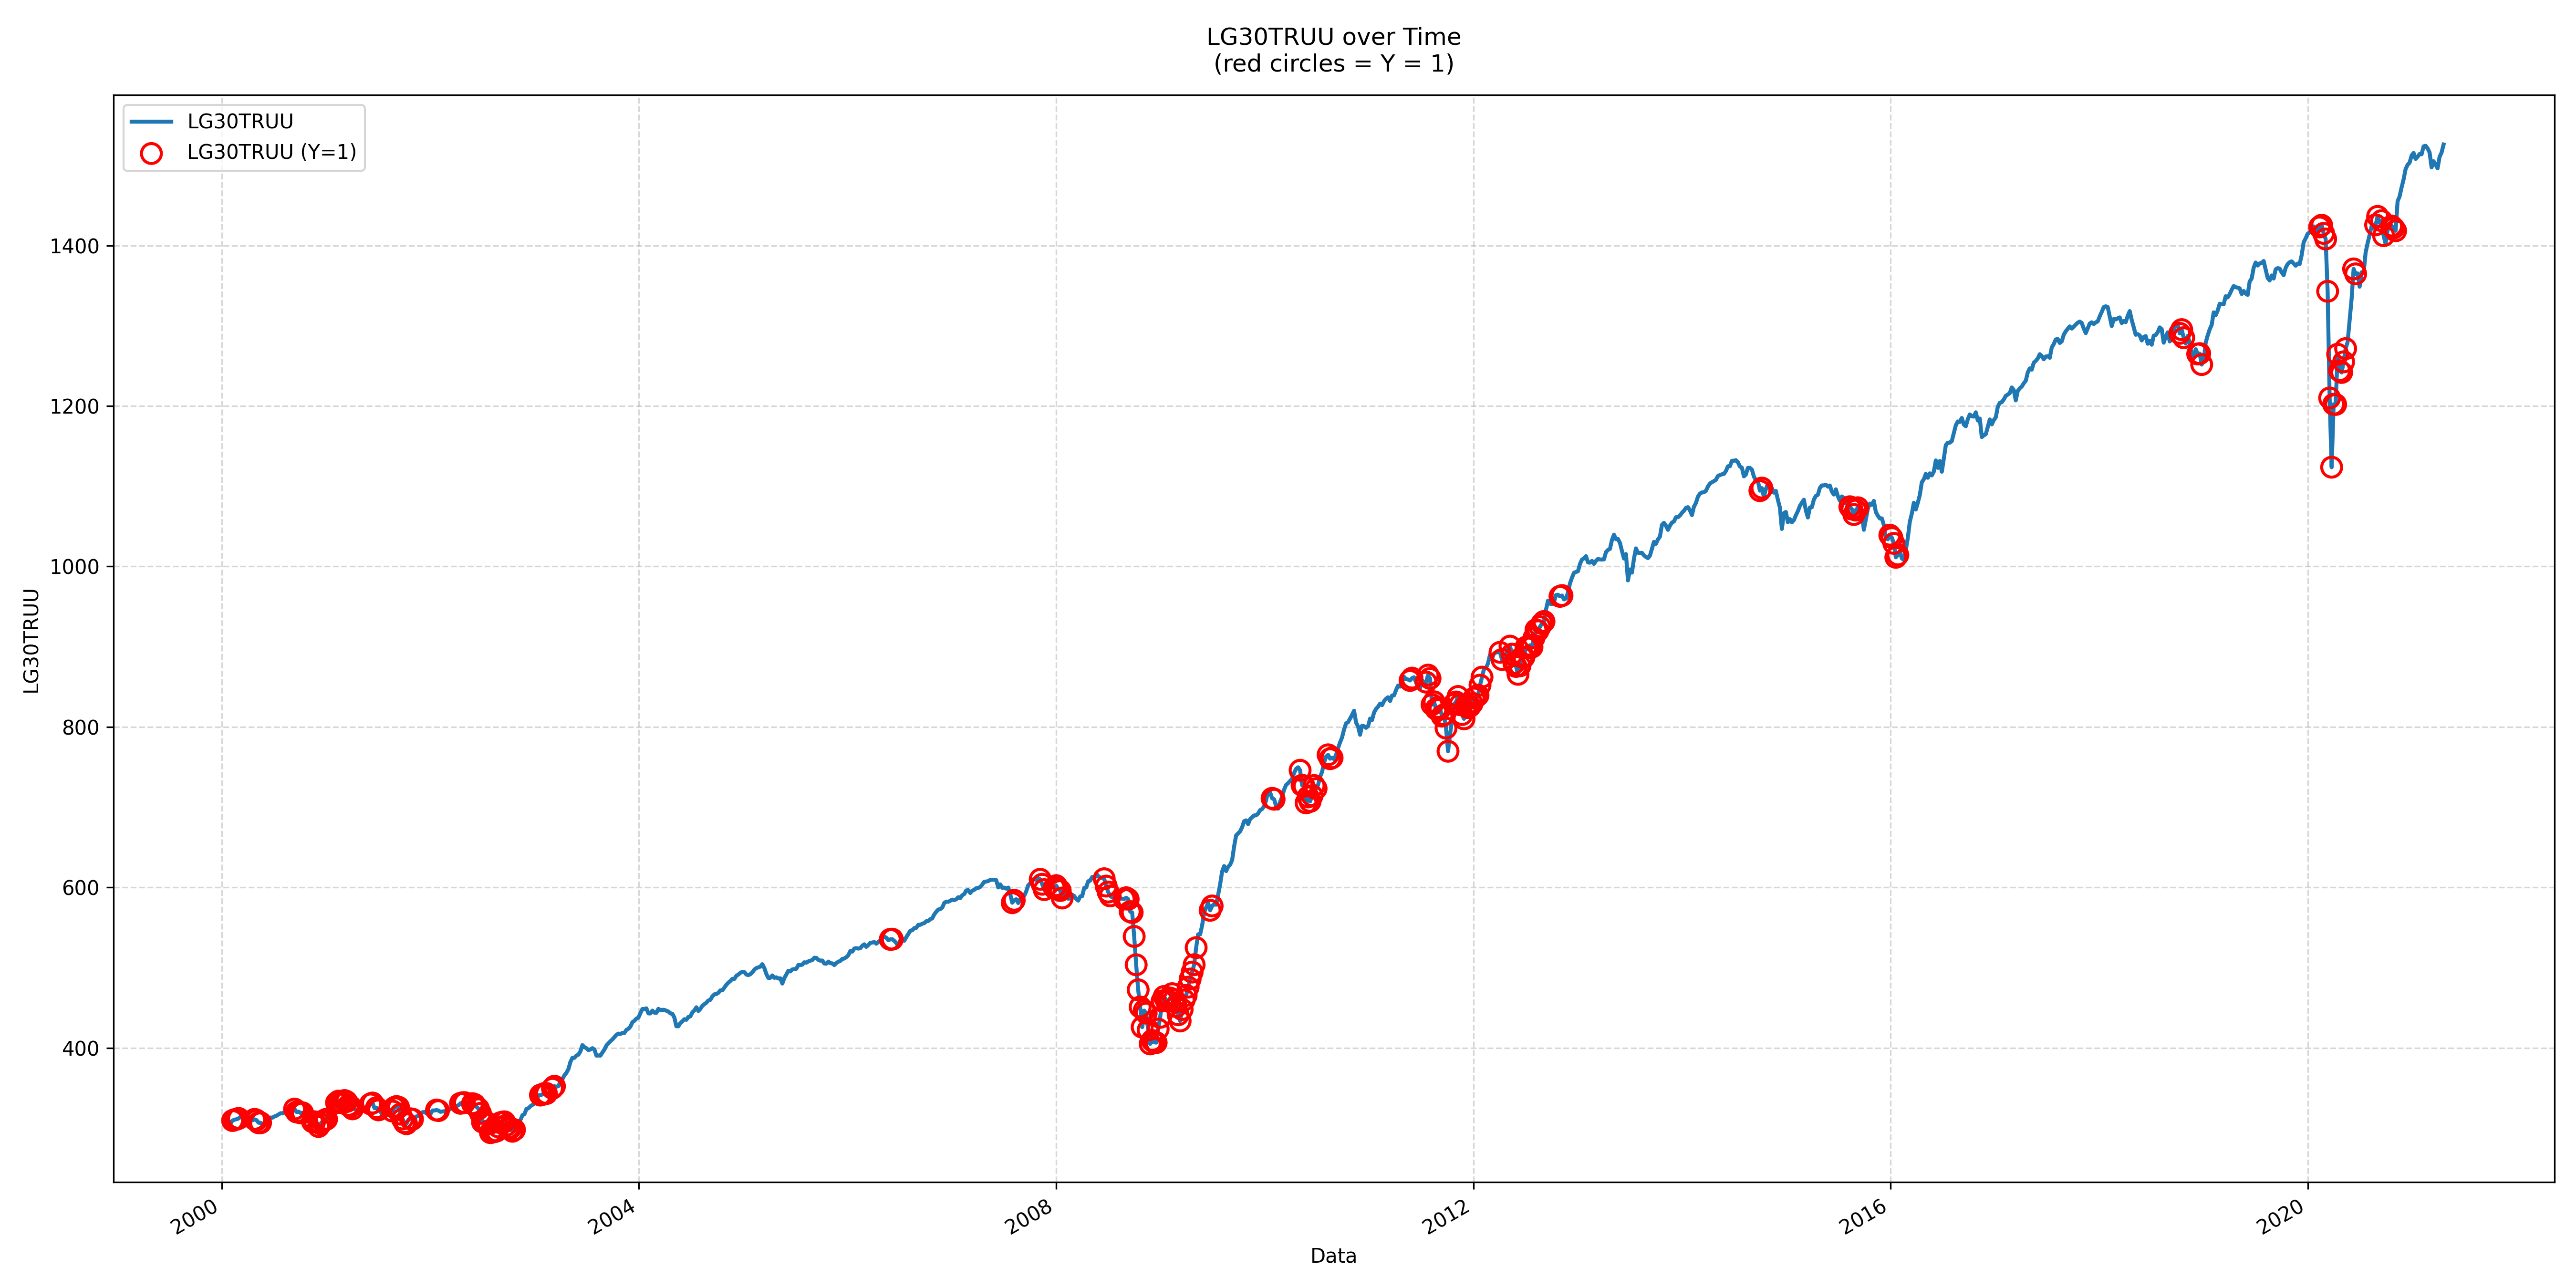 LG30TRUU over Time
(red circles = Y = 1)
LG30TRUU
LG30TRUU (Y=1)
1400
1200
1000
800
600
400
LG30TRUU
2000
2004
2008
2012
2016
2020
Data